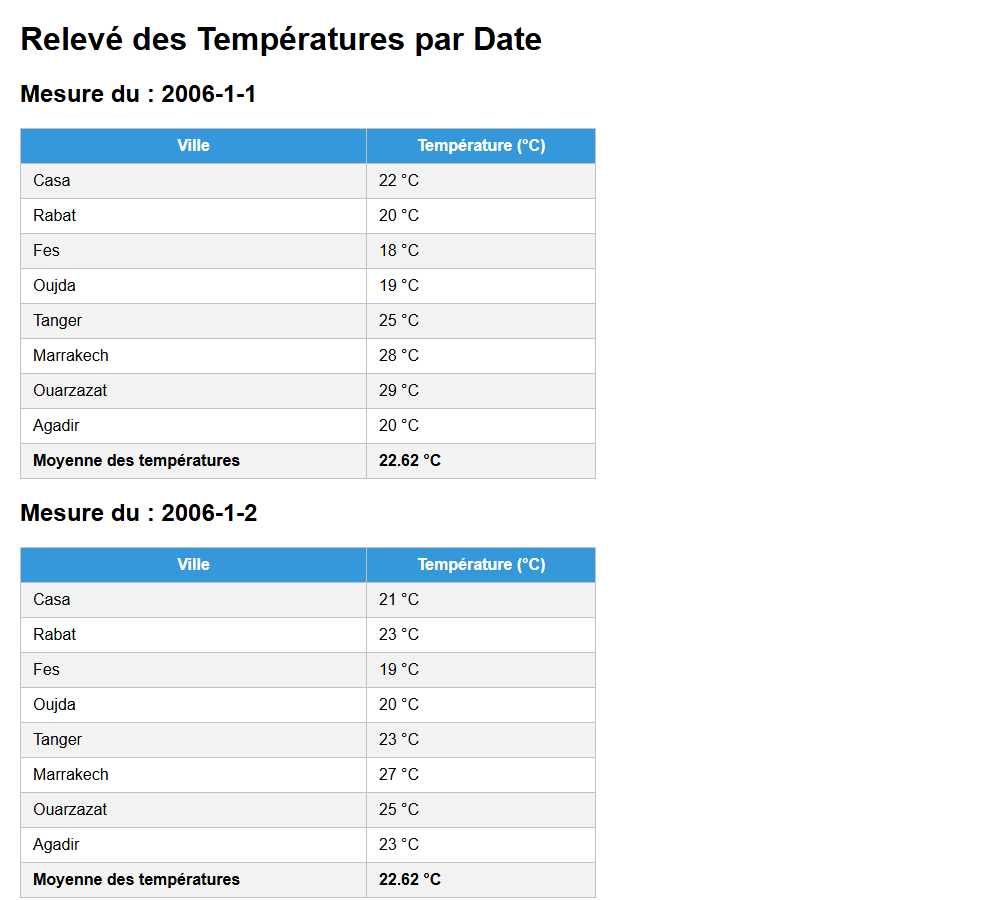 Relevé des Températures par Date
Mesure du : 2006-1-1
Ville Température (°C)
Casa 22 °C
Rabat 20 °C
Fes 18 °C
Oujda 19 °C
Tanger 25 °C
Marrakech 28 °C
Ouarzazat 29 °C
Agadir 20 °C
Moyenne des températures 22.62 °C
Mesure du : 2006-1-2
Ville Température (°C)
Casa 21 °C
Rabat 23 °C
Fes 19 °C
Oujda 20 °C
Tanger 23 °C
Marrakech 27 °C
Ouarzazat 25 °C
Agadir 23 °C
Moyenne des températures 22.62 °C